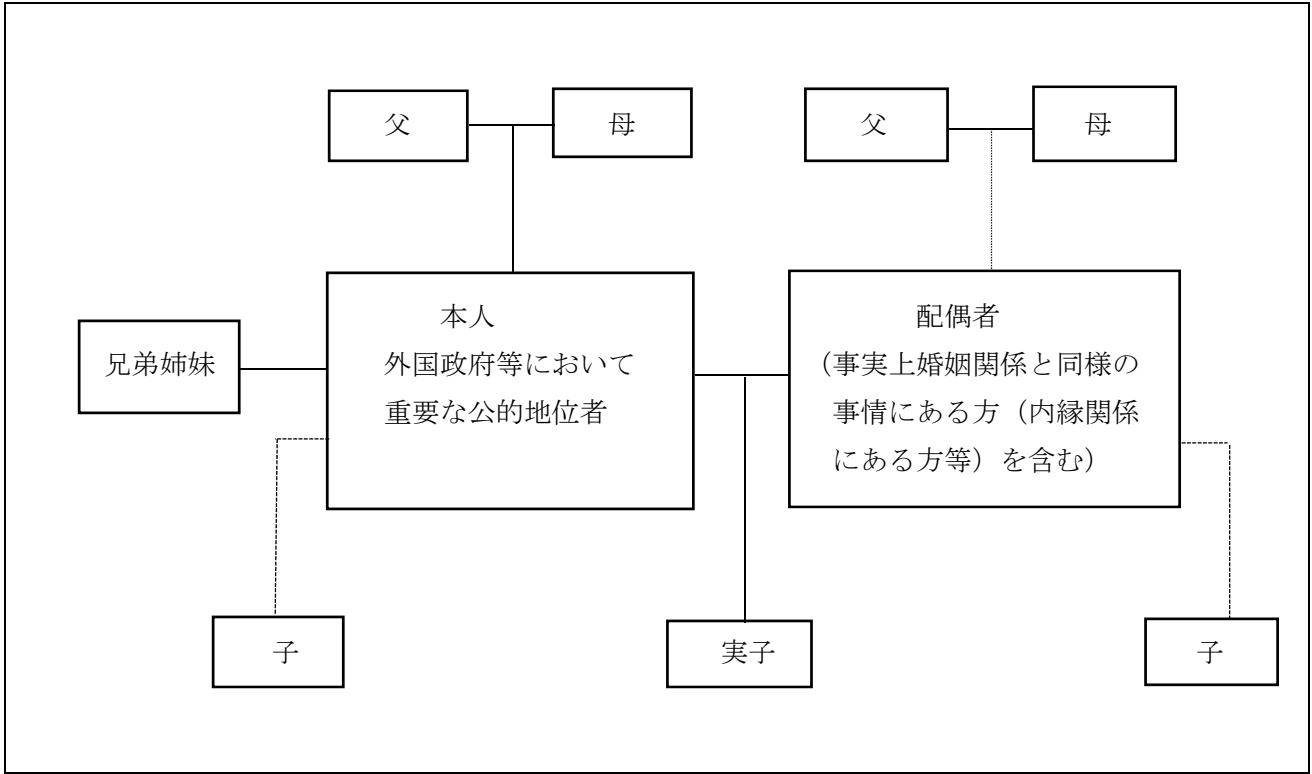 父
母
父
母
兄弟姉妹
本人
外国政府等において
重要な公的地位者
配偶者
（事実上婚姻関係と同様の
事情にある方（内縁関係
にある方等）を含む）
子
実子
子